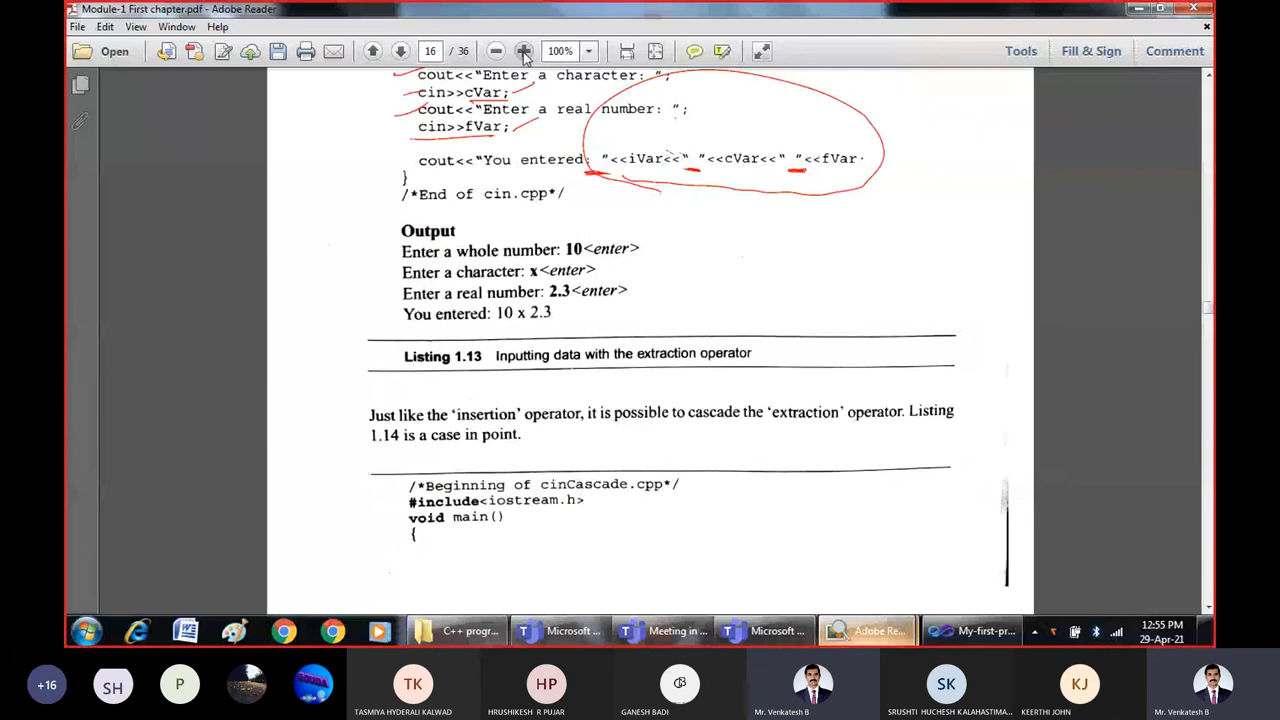 Module-1 First chapter.pdf - Adobe Reader
File Edit View Window Help
Open 16 / 36 100% Tools Fill & Sign Comment
cout<<"Enter a character: ";
cin>>cVar;
cout<<"Enter a real number: ";
cin>>fVar;
cout<<"You entered: "<<iVar<<" "<<cVar<<" "<<fVar
}
/*End of cin.cpp*/
Output
Enter a whole number: 10<enter>
Enter a character: x<enter>
Enter a real number: 2.3<enter>
You entered: 10 x 2.3
Listing 1.13 Inputting data with the extraction operator
Just like the 'insertion' operator, it is possible to cascade the 'extraction' operator. Listing
1.14 is a case in point.
/*Beginning of cinCascade.cpp*/
#include<iostream.h>
void main()
{
C++ progr... Microsoft ... Meeting in ... Microsoft ... Adobe Re... My-first-pr...
12:55 PM
29-Apr-21
+16 SH P GOUDA TK HP GB SK KJ
TASMIYA HYDERALI KALWAD HRUSHIKESH R PUJAR GANESH BADI Mr. Venkatesh B SRUSHTI HUCHESH KALAHASTIMA... KEERTHI JOHN Mr. Venkatesh B